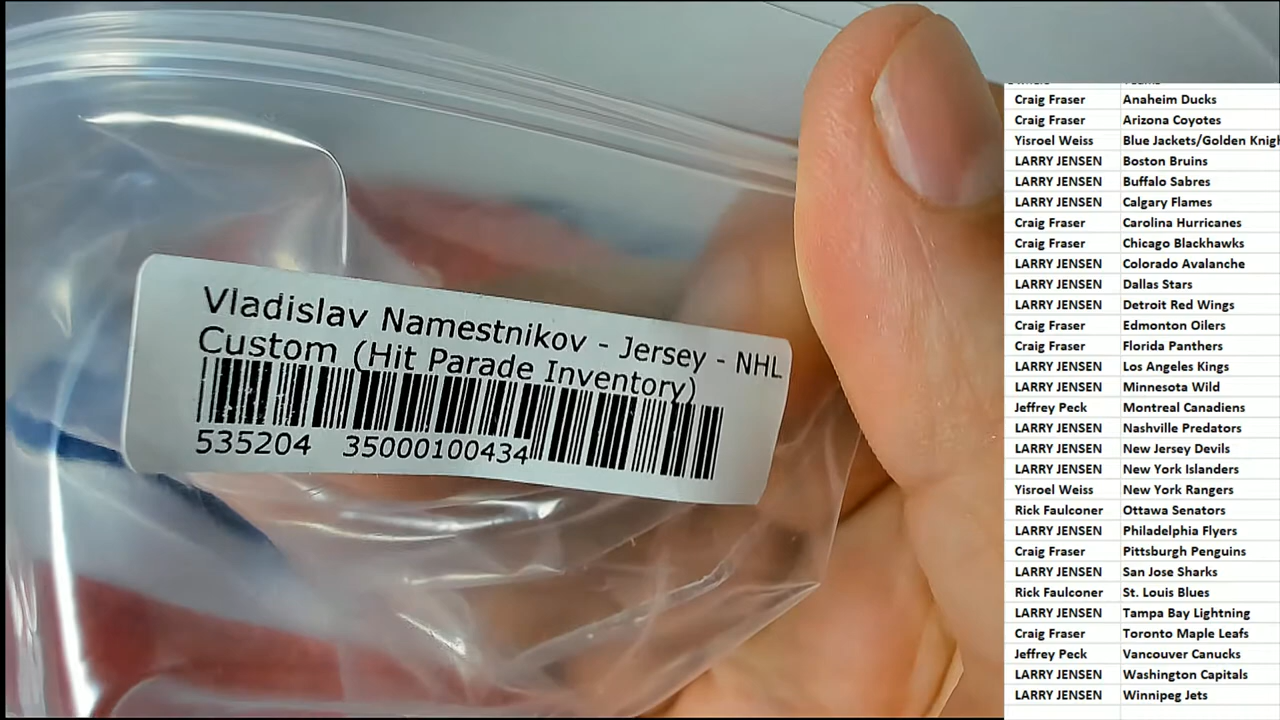 Vladislav Namestnikov - Jersey - NHL
Custom (Hit Parade Inventory)
535204 35000100434
Craig Fraser Anaheim Ducks
Craig Fraser Arizona Coyotes
Yisroel Weiss Blue Jackets/Golden Knigh
LARRY JENSEN Boston Bruins
LARRY JENSEN Buffalo Sabres
LARRY JENSEN Calgary Flames
Craig Fraser Carolina Hurricanes
Craig Fraser Chicago Blackhawks
LARRY JENSEN Colorado Avalanche
LARRY JENSEN Dallas Stars
LARRY JENSEN Detroit Red Wings
Craig Fraser Edmonton Oilers
Craig Fraser Florida Panthers
LARRY JENSEN Los Angeles Kings
LARRY JENSEN Minnesota Wild
Jeffrey Peck Montreal Canadiens
LARRY JENSEN Nashville Predators
LARRY JENSEN New Jersey Devils
LARRY JENSEN New York Islanders
Yisroel Weiss New York Rangers
Rick Faulconer Ottawa Senators
LARRY JENSEN Philadelphia Flyers
Craig Fraser Pittsburgh Penguins
LARRY JENSEN San Jose Sharks
Rick Faulconer St. Louis Blues
LARRY JENSEN Tampa Bay Lightning
Craig Fraser Toronto Maple Leafs
Jeffrey Peck Vancouver Canucks
LARRY JENSEN Washington Capitals
LARRY JENSEN Winnipeg Jets